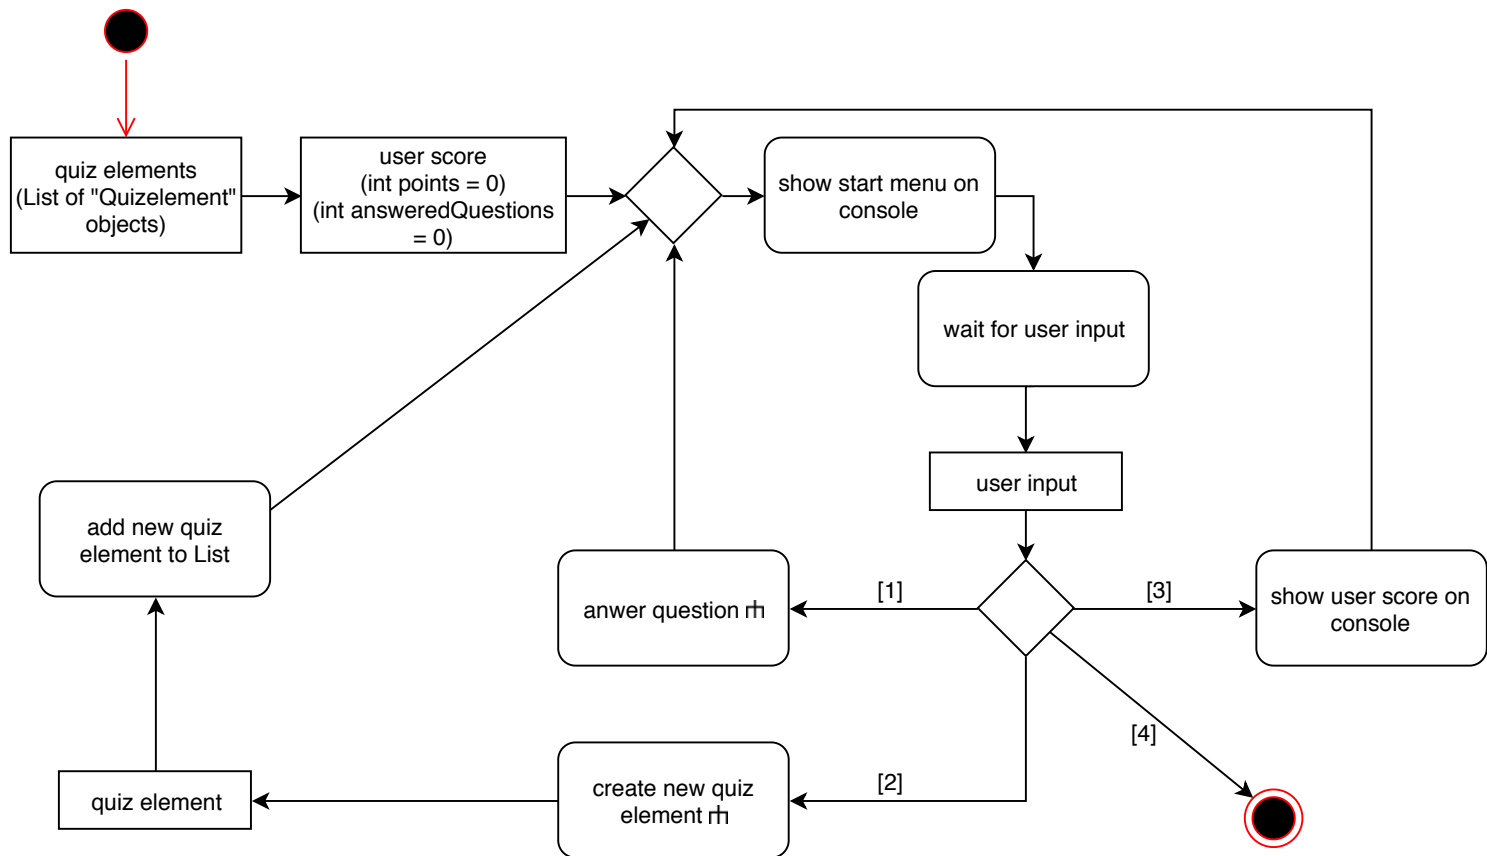 quiz elements
(List of "Quizelement"
objects)
user score
(int points = 0)
(int answeredQuestions
= 0)
show start menu on
console
wait for user input
user input
add new quiz
element to List
anwer question
[1]
[3]
show user score on
console
[4]
[2]
create new quiz
element
quiz element